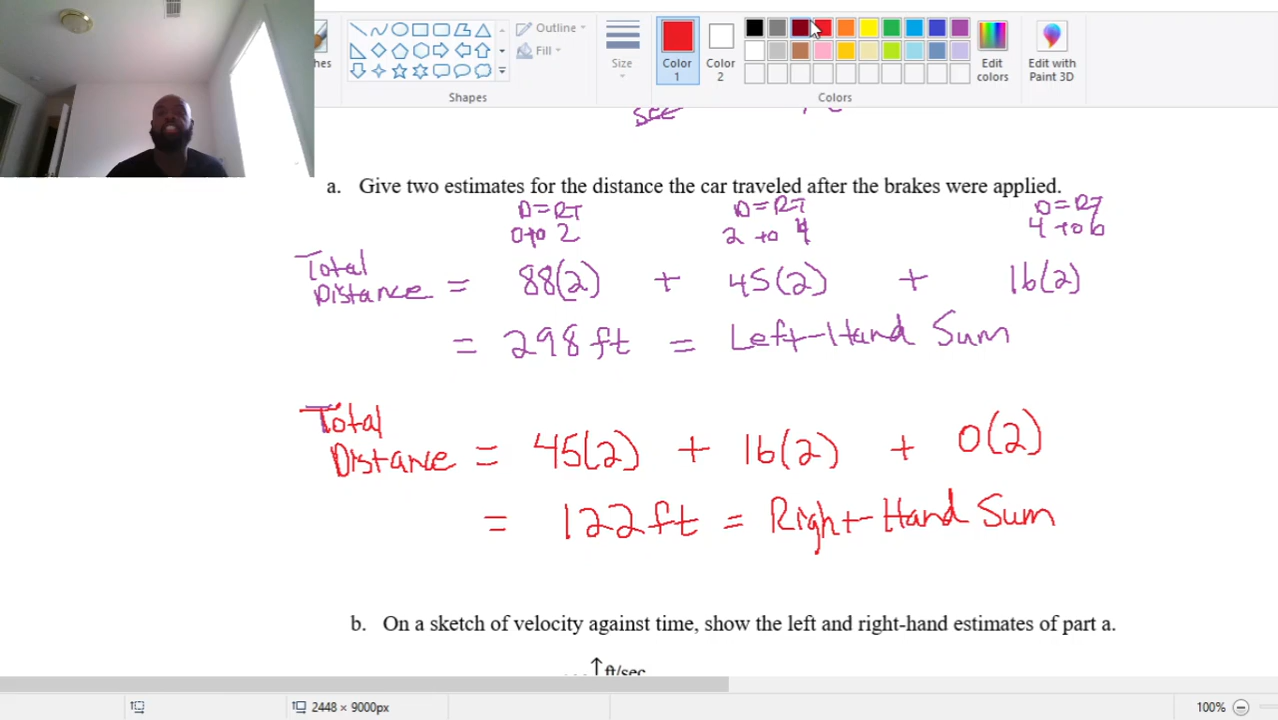 Outline
Fill
Size
Color 1
Color 2
Edit colors
Edit with Paint 3D
hes
Shapes
Colors
sec
a. Give two estimates for the distance the car traveled after the brakes were applied.
D=RT D=RT D=RT
0to 2 2 to 4 4 to 6
Total Distance = 88(2) + 45(2) + 16(2)
= 298 ft = Left-Hand Sum
Total Distance = 45(2) + 16(2) + 0(2)
= 122 ft = Right-Hand Sum
b. On a sketch of velocity against time, show the left and right-hand estimates of part a.
ft/sec
2448 × 9000px
100%